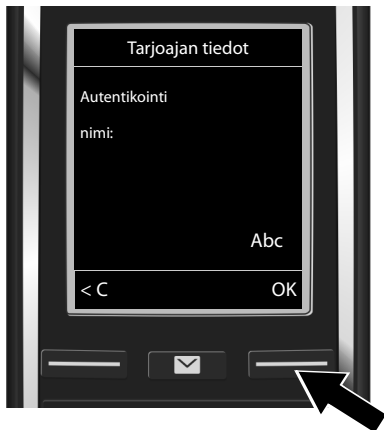 Tarjoajan tiedot
Autentikointi
nimi:
Abc
< C OK